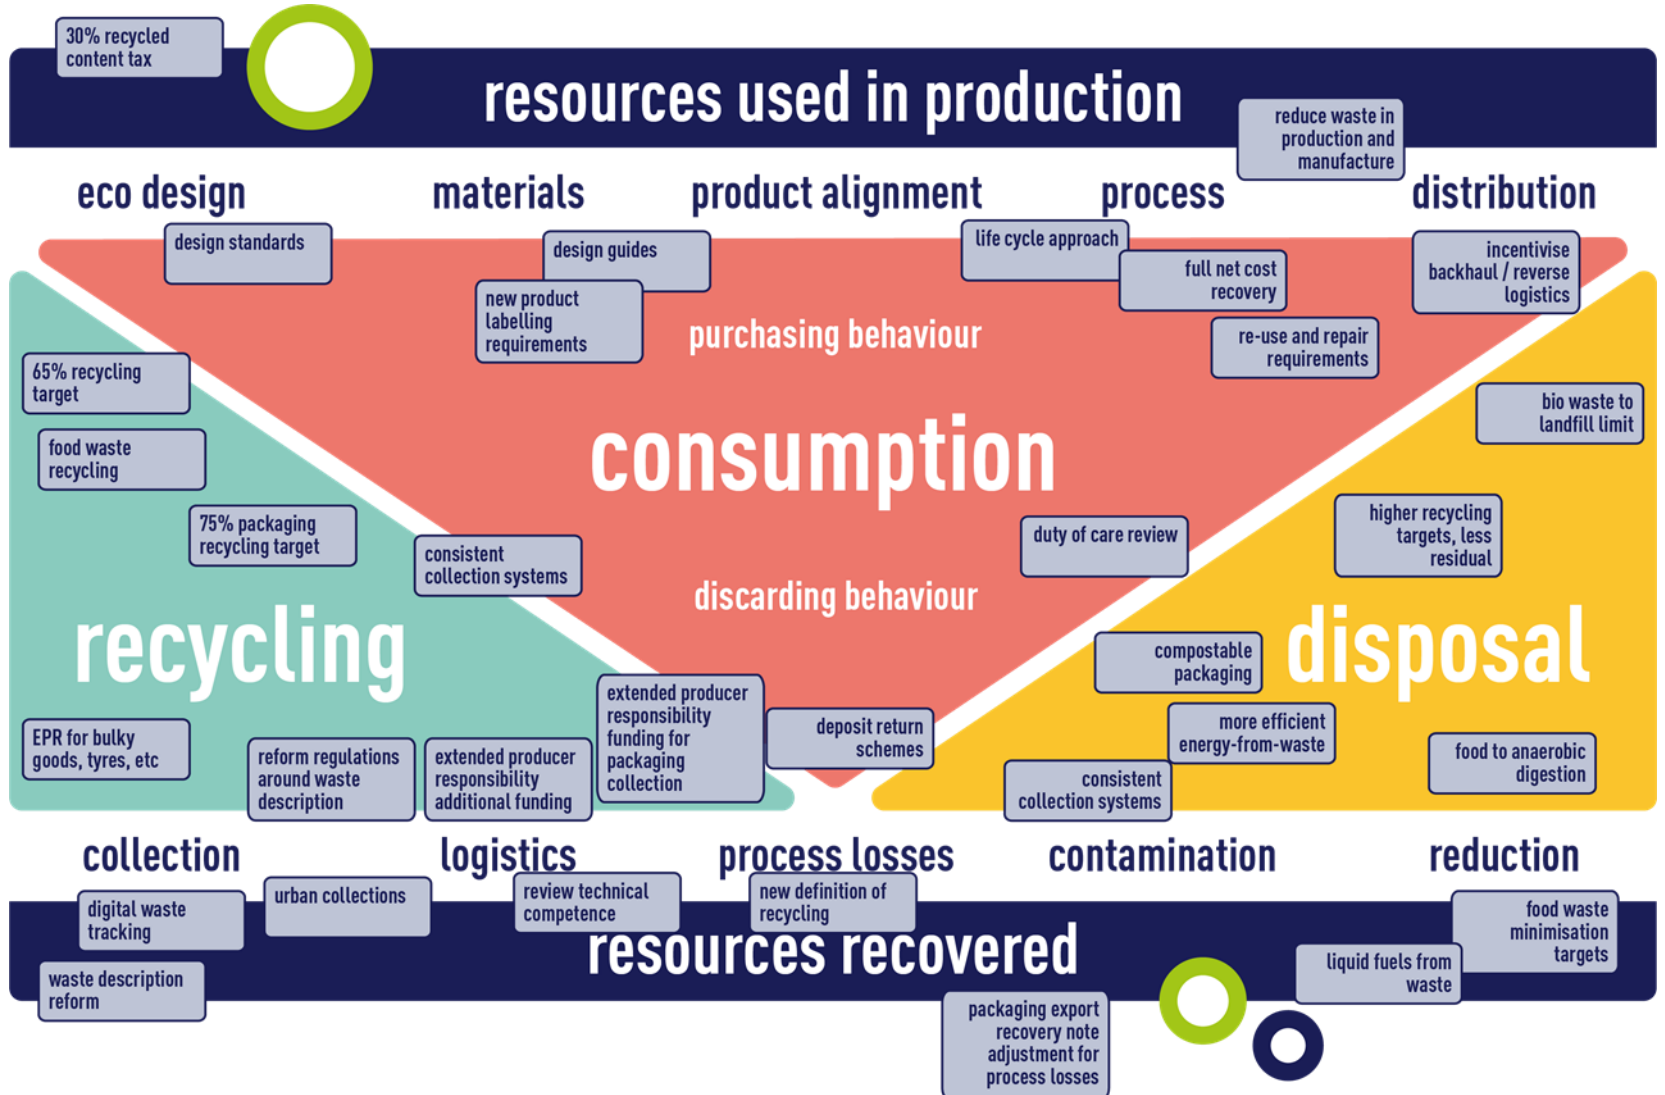 30% recycled
content tax
resources used in production
reduce waste in
production and
manufacture
eco design
materials
product alignment
process
distribution
design standards
design guides
new product
labelling
requirements
life cycle approach
full net cost
recovery
re-use and repair
requirements
incentivise
backhaul / reverse
logistics
purchasing behaviour
65% recycling
target
food waste
recycling
75% packaging
recycling target
consistent
collection systems
consumption
discarding behaviour
duty of care review
bio waste to
landfill limit
higher recycling
targets, less
residual
recycling
disposal
compostable
packaging
more efficient
energy-from-waste
food to anaerobic
digestion
consistent
collection systems
EPR for bulky
goods, tyres, etc
reform regulations
around waste
description
extended producer
responsibility
additional funding
extended producer
responsibility
funding for
packaging
collection
deposit return
schemes
collection
logistics
process losses
contamination
reduction
digital waste
tracking
urban collections
review technical
competence
new definition of
recycling
waste description
reform
resources recovered
food waste
minimisation
targets
liquid fuels from
waste
packaging export
recovery note
adjustment for
process losses